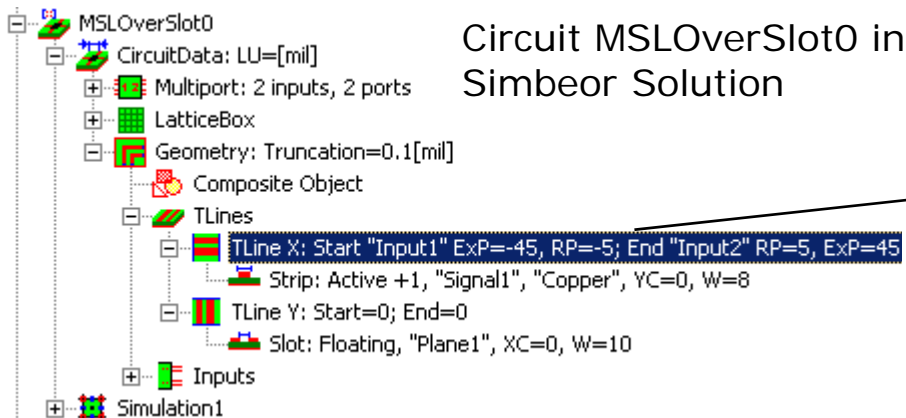 MSLOverSlot0
Circuit MSLOverSlot0 in
CircuitData: LU=[mil]
Simbeor Solution
Multiport: 2 inputs, 2 ports
LatticeBox
Geometry: Truncation=0.1[mil]
Composite Object
TLines
TLine X: Start "Input1" ExP=-45, RP=-5; End "Input2" RP=5, ExP=45
Strip: Active +1, "Signal1", "Copper", YC=0, W=8
TLine Y: Start=0; End=0
Slot: Floating, "Plane1", XC=0, W=10
Inputs
Simulation1